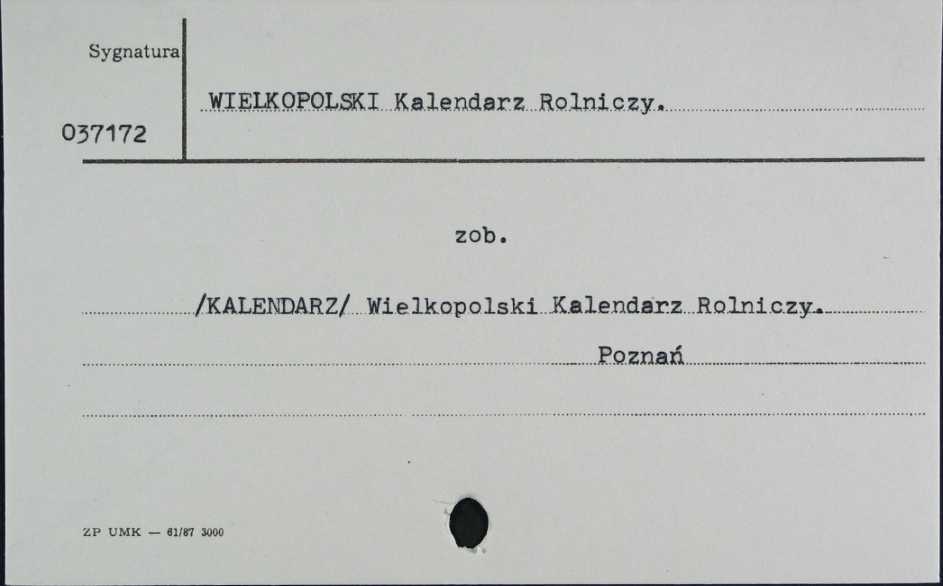 Sygnatura
WIELKOPOLSKI Kalendarz Rolniczy.
037172
zob.
/KALENDARZ/ Wielkopolski Kalendarz Rolniczy.
Poznań
ZP UMK — 61/87 3000